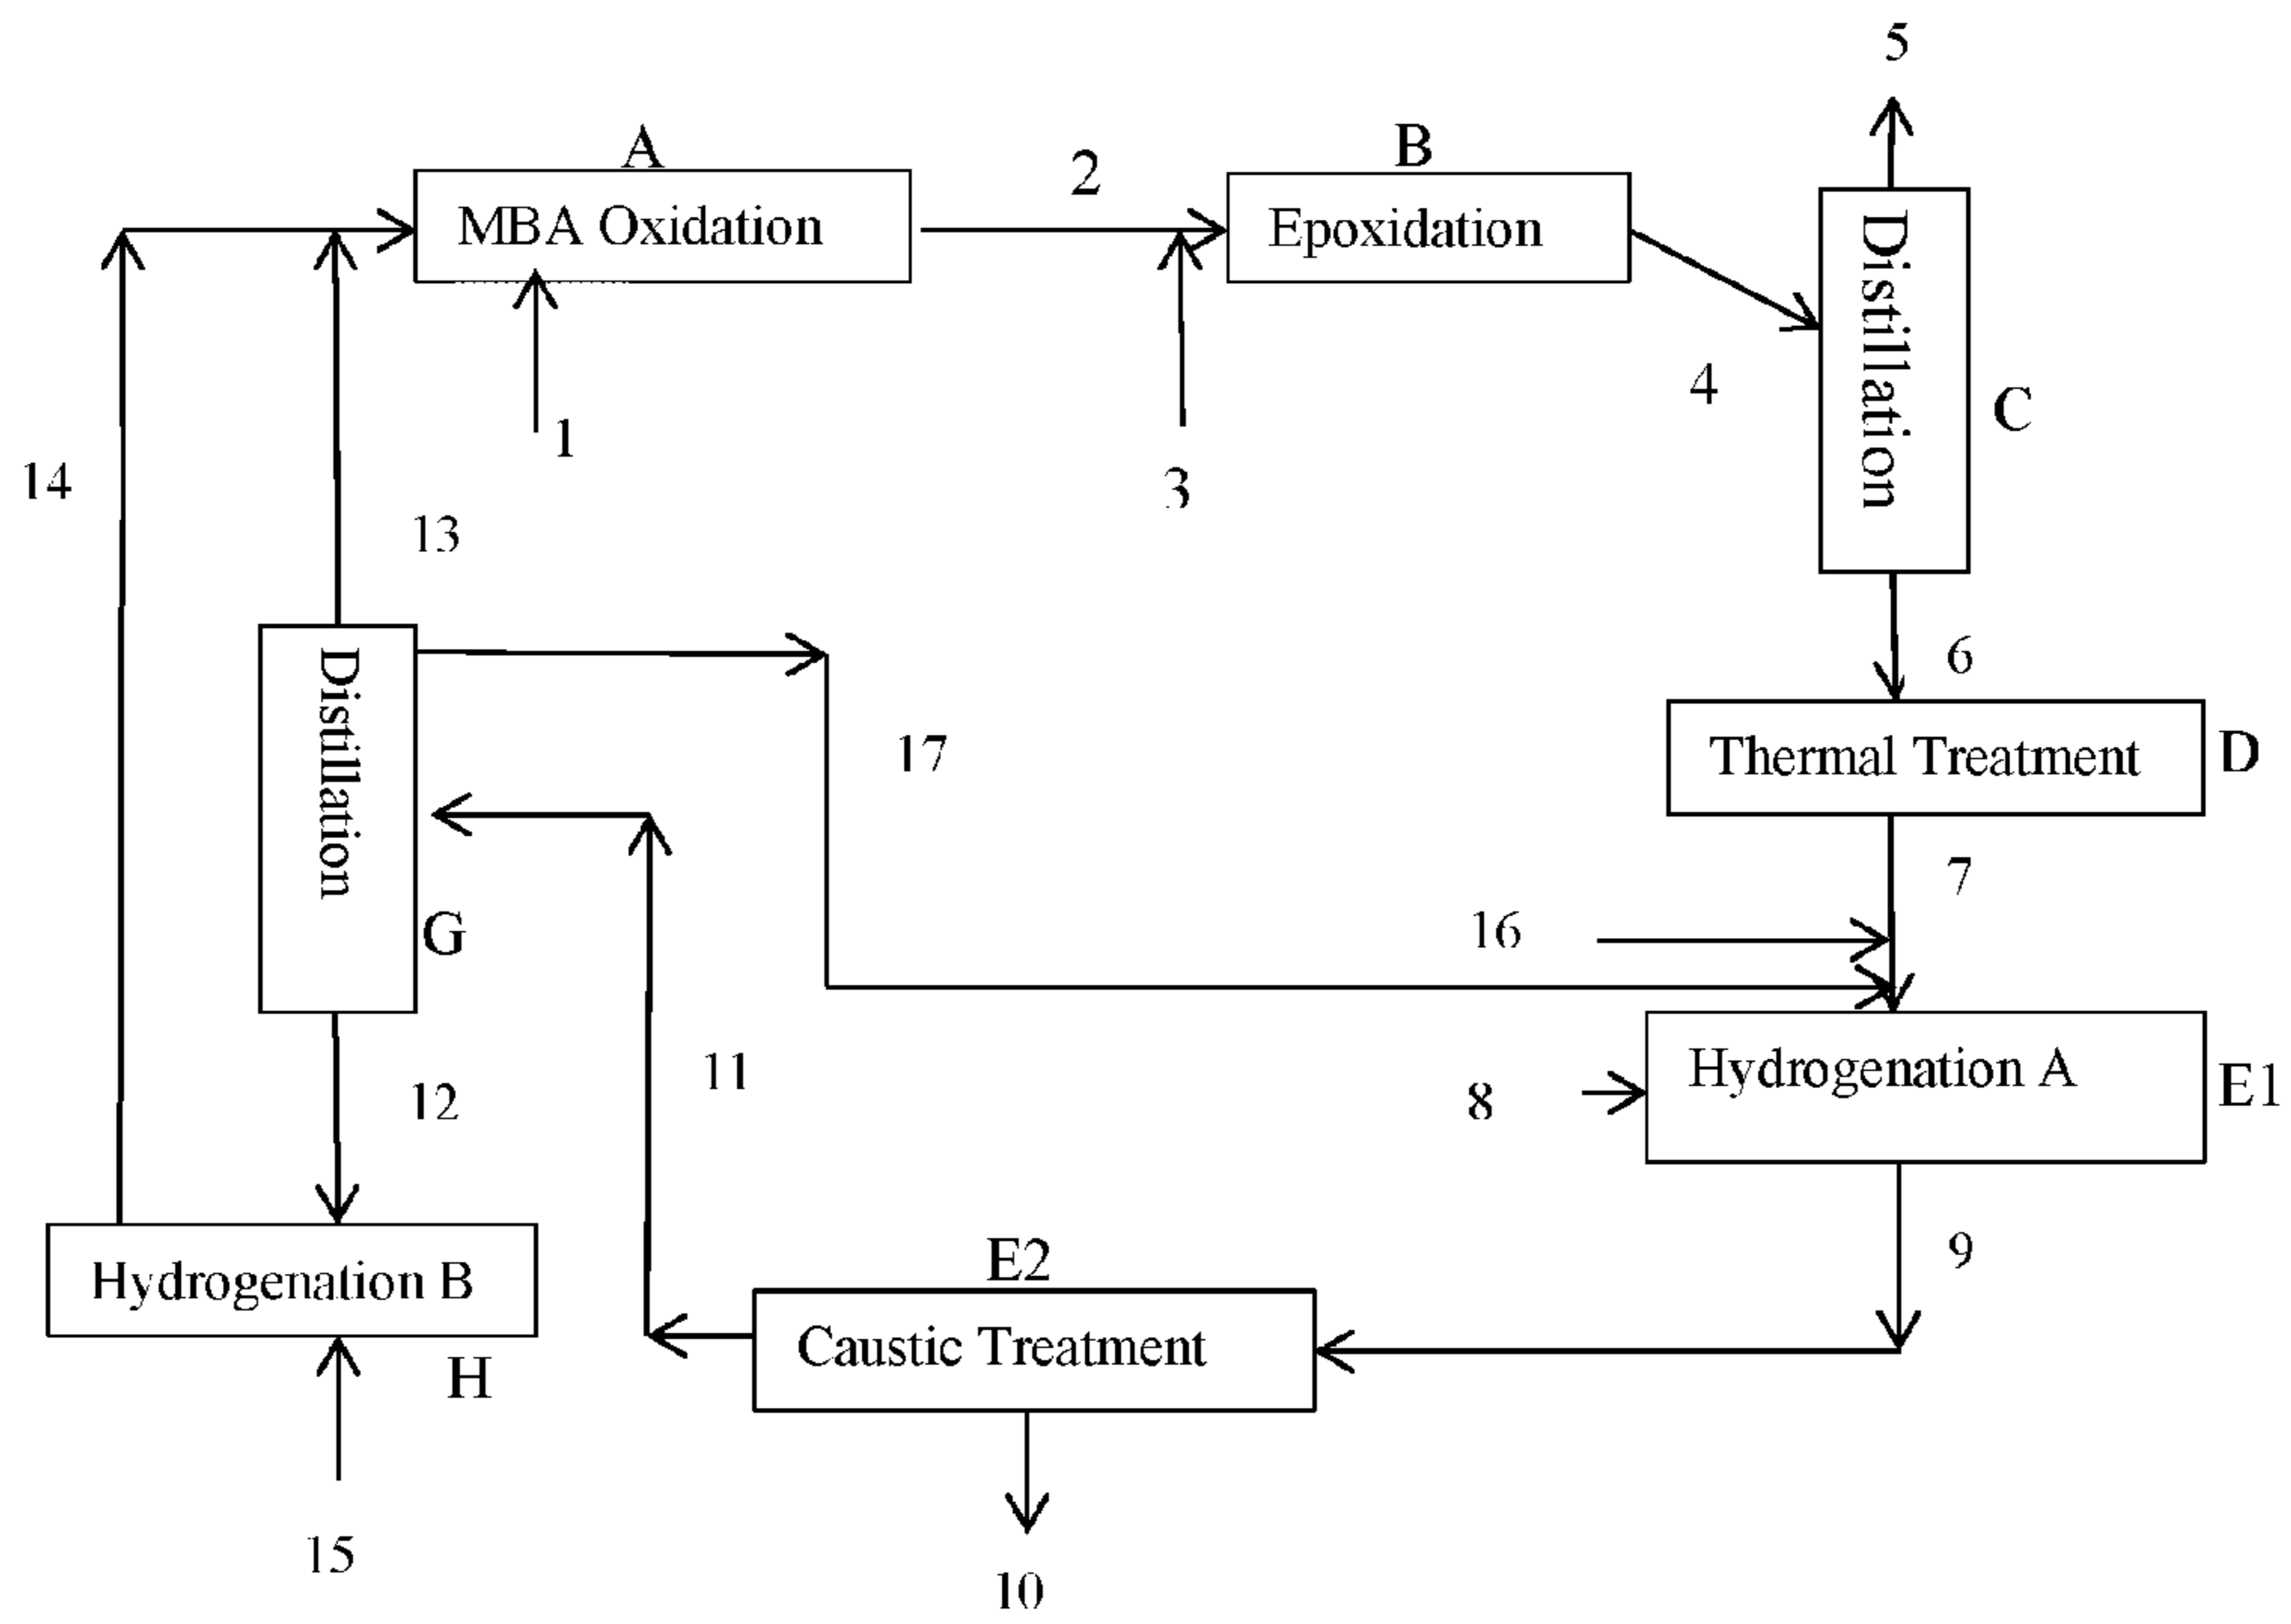 5
A
2
B
MBA Oxidation
Epoxidation
Distillation
4
C
1
14
3
13
6
Distillation
17
Thermal Treatment
D
7
G
16
11
12
8
Hydrogenation A
E1
9
E2
Hydrogenation B
Caustic Treatment
H
15
10